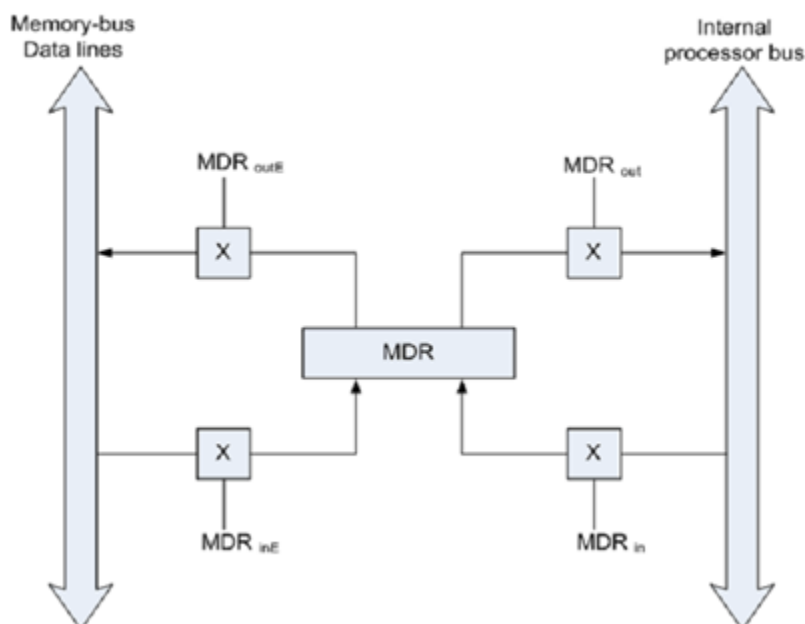 Memory-bus
Data lines
Internal
processor bus
MDR outE
MDR out
X
X
MDR
X
X
MDR inE
MDR in